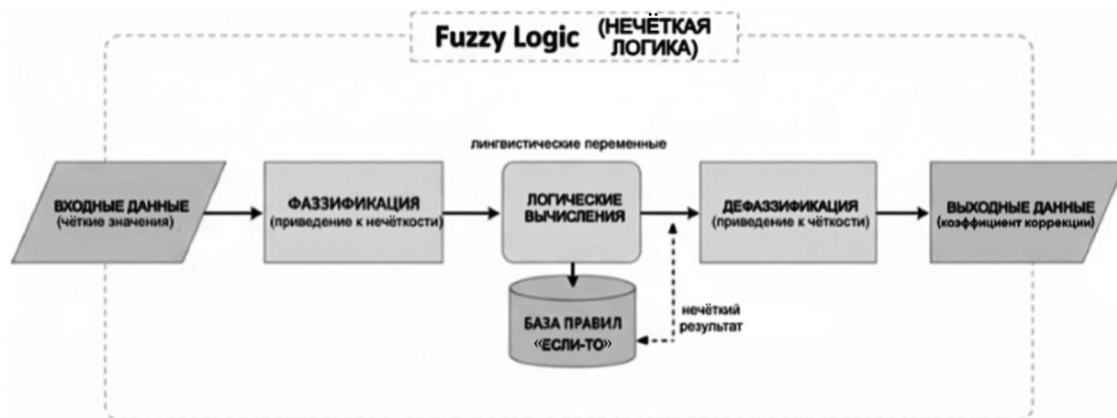 Fuzzy Logic (НЕЧЁТКАЯ
ЛОГИКА)
лингвистические переменные
ВХОДНЫЕ ДАННЫЕ
(чёткие значения)
ФАЗЗИФИКАЦИЯ
(приведение к нечёткости)
ЛОГИЧЕСКИЕ
ВЫЧИСЛЕНИЯ
ДЕФАЗЗИФИКАЦИЯ
(приведение к чёткости)
ВЫХОДНЫЕ ДАННЫЕ
(коэффициент коррекции)
БАЗА ПРАВИЛ
«ЕСЛИ-ТО»
нечёткий
результат